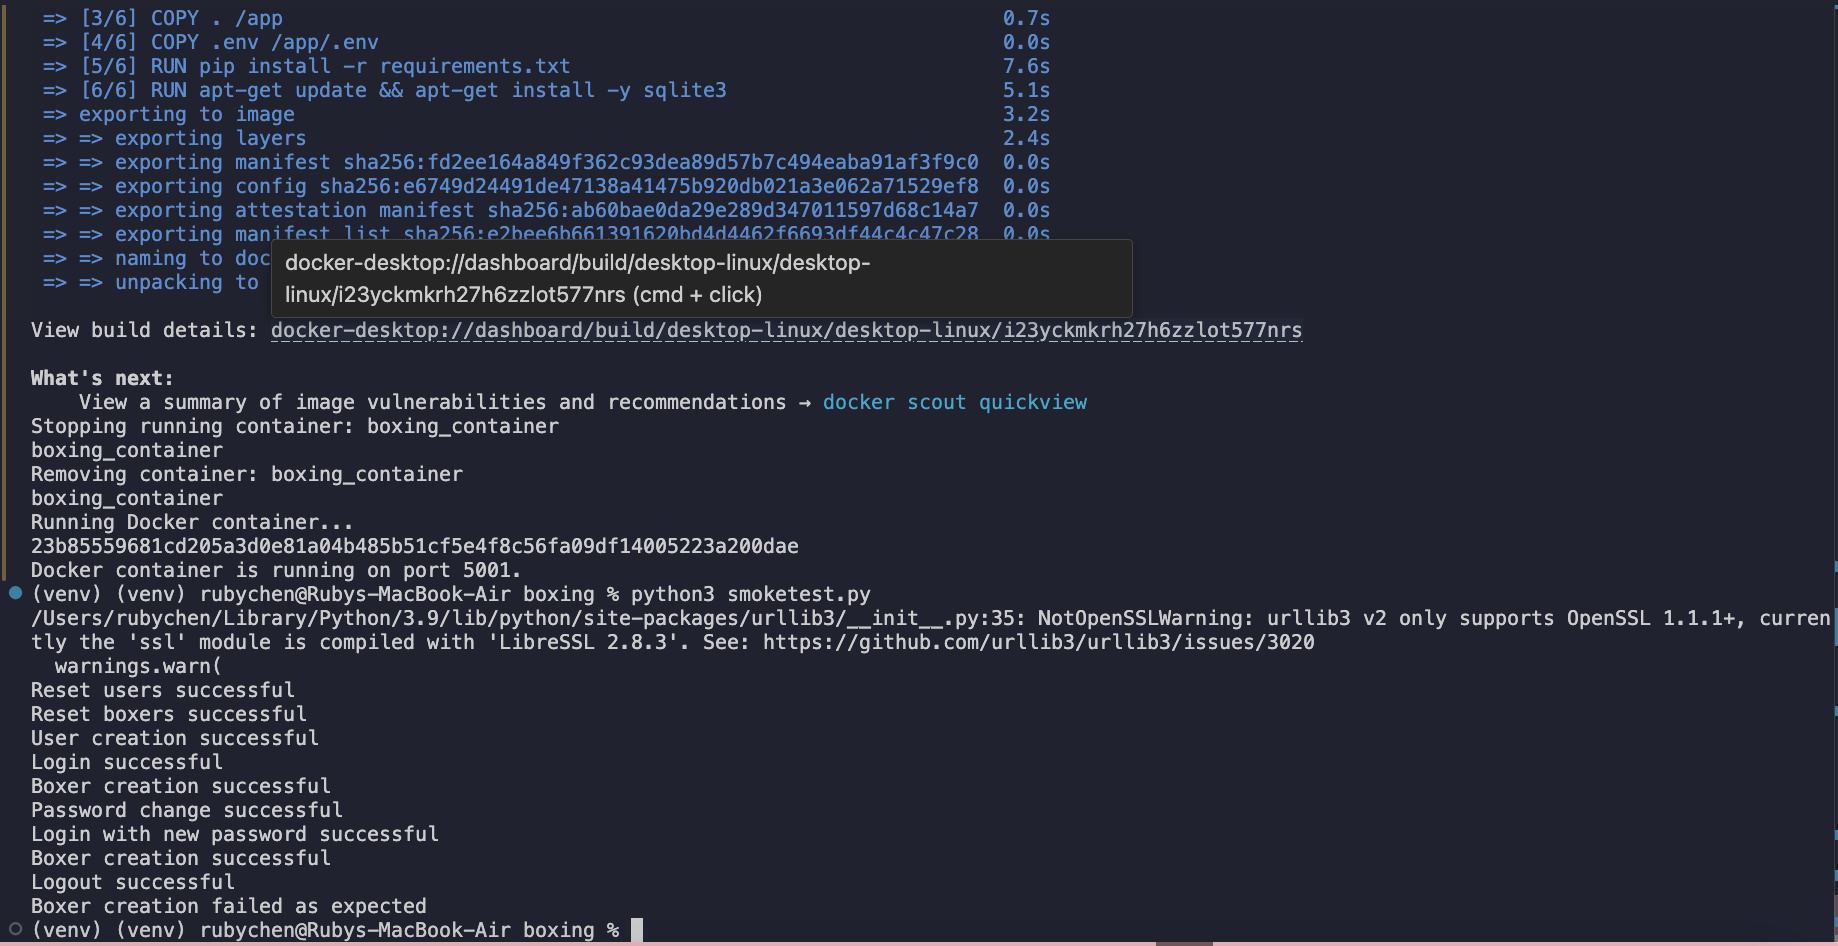 => [3/6] COPY . /app 0.7s
=> [4/6] COPY .env /app/.env 0.0s
=> [5/6] RUN pip install -r requirements.txt 7.6s
=> [6/6] RUN apt-get update && apt-get install -y sqlite3 5.1s
=> exporting to image 3.2s
=> => exporting layers 2.4s
=> => exporting manifest sha256:fd2ee164a849f362c93dea89d57b7c494eaba91af3f9c0 0.0s
=> => exporting config sha256:e6749d24491de47138a41475b920db021a3e062a71529ef8 0.0s
=> => exporting attestation manifest sha256:ab60bae0da29e289d347011597d68c14a7 0.0s
=> => exporting manifest list sha256:e2bee6b661391620bd4d4462f6693df44c4c47c28 0.0s
=> => naming to doc
=> => unpacking to
docker-desktop://dashboard/build/desktop-linux/desktop-
linux/i23yckmkrh27h6zzlot577nrs (cmd + click)
View build details: docker-desktop://dashboard/build/desktop-linux/desktop-linux/i23yckmkrh27h6zzlot577nrs
What's next:
View a summary of image vulnerabilities and recommendations → docker scout quickview
Stopping running container: boxing_container
boxing_container
Removing container: boxing_container
boxing_container
Running Docker container...
23b85559681cd205a3d0e81a04b485b51cf5e4f8c56fa09df14005223a200dae
Docker container is running on port 5001.
(venv) (venv) rubychen@Rubys-MacBook-Air boxing % python3 smoketest.py
/Users/rubychen/Library/Python/3.9/lib/python/site-packages/urllib3/__init__.py:35: NotOpenSSLWarning: urllib3 v2 only supports OpenSSL 1.1.1+, curren
tly the 'ssl' module is compiled with 'LibreSSL 2.8.3'. See: https://github.com/urllib3/urllib3/issues/3020
warnings.warn(
Reset users successful
Reset boxers successful
User creation successful
Login successful
Boxer creation successful
Password change successful
Login with new password successful
Boxer creation successful
Logout successful
Boxer creation failed as expected
(venv) (venv) rubychen@Rubys-MacBook-Air boxing %